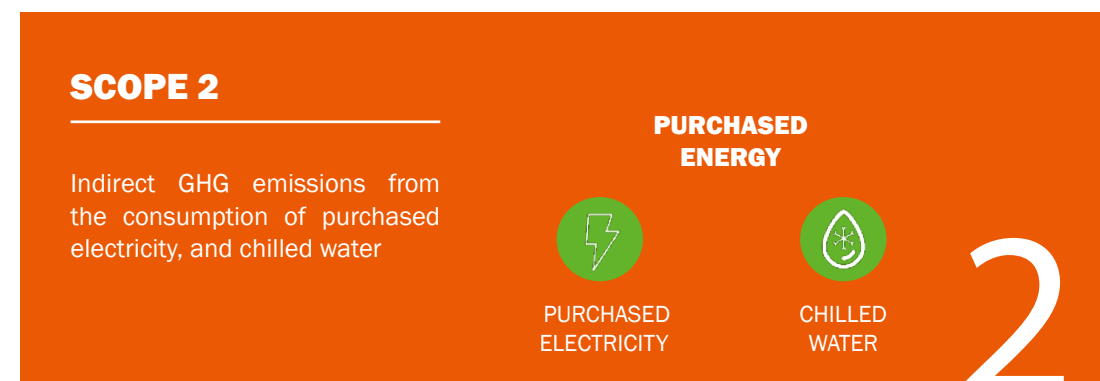 SCOPE 2
Indirect GHG emissions from
the consumption of purchased
electricity, and chilled water
PURCHASED
ENERGY
PURCHASED
ELECTRICITY
CHILLED
WATER
2